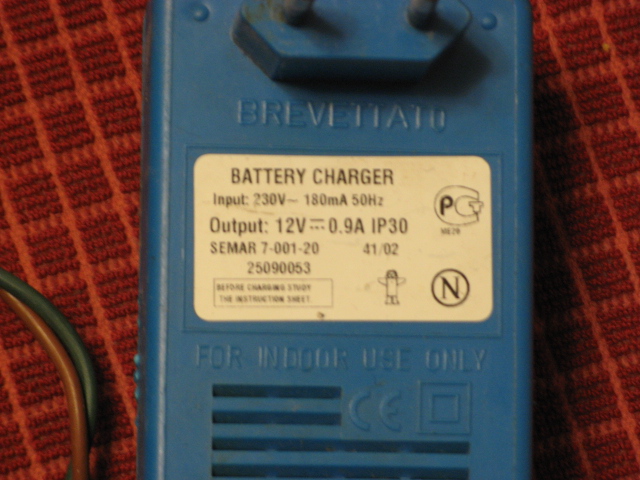 BREVETTATO
BATTERY CHARGER
Input: 230V~ 180mA 50Hz
Output: 12V⎓0.9A IP30
SEMAR 7-001-20 41/02
25090053
BEFORE CHARGING STUDY
THE INSTRUCTION SHEET
N
FOR INDOOR USE ONLY
CE